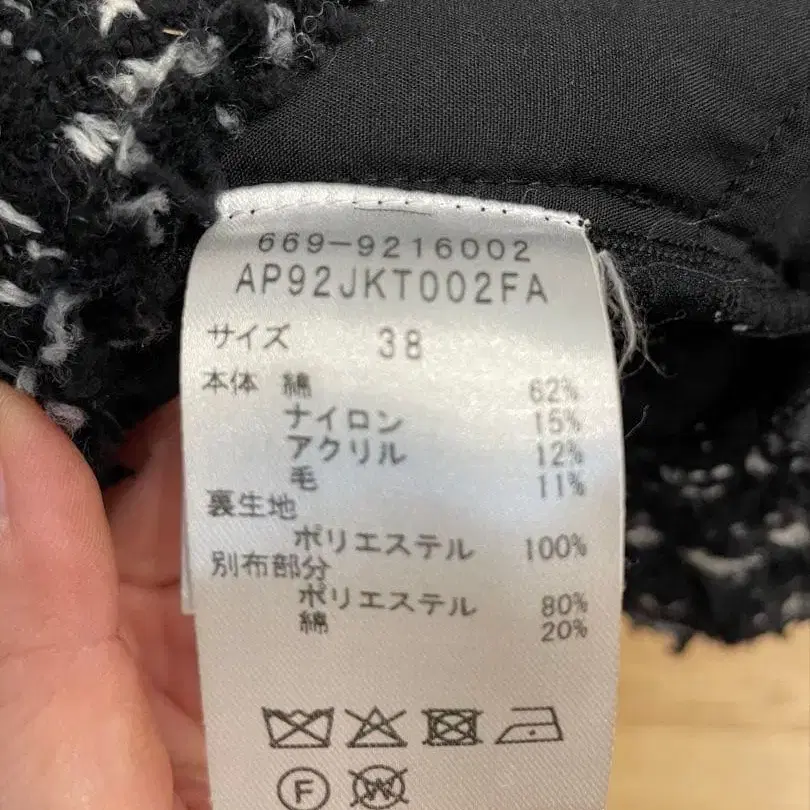 669-9216002
AP92JKT002FA
サイズ 38
本体 綿 62%
ナイロン 15%
アクリル 12%
毛 11%
裏生地
ポリエステル 100%
別布部分
ポリエステル 80%
綿 20%
F W